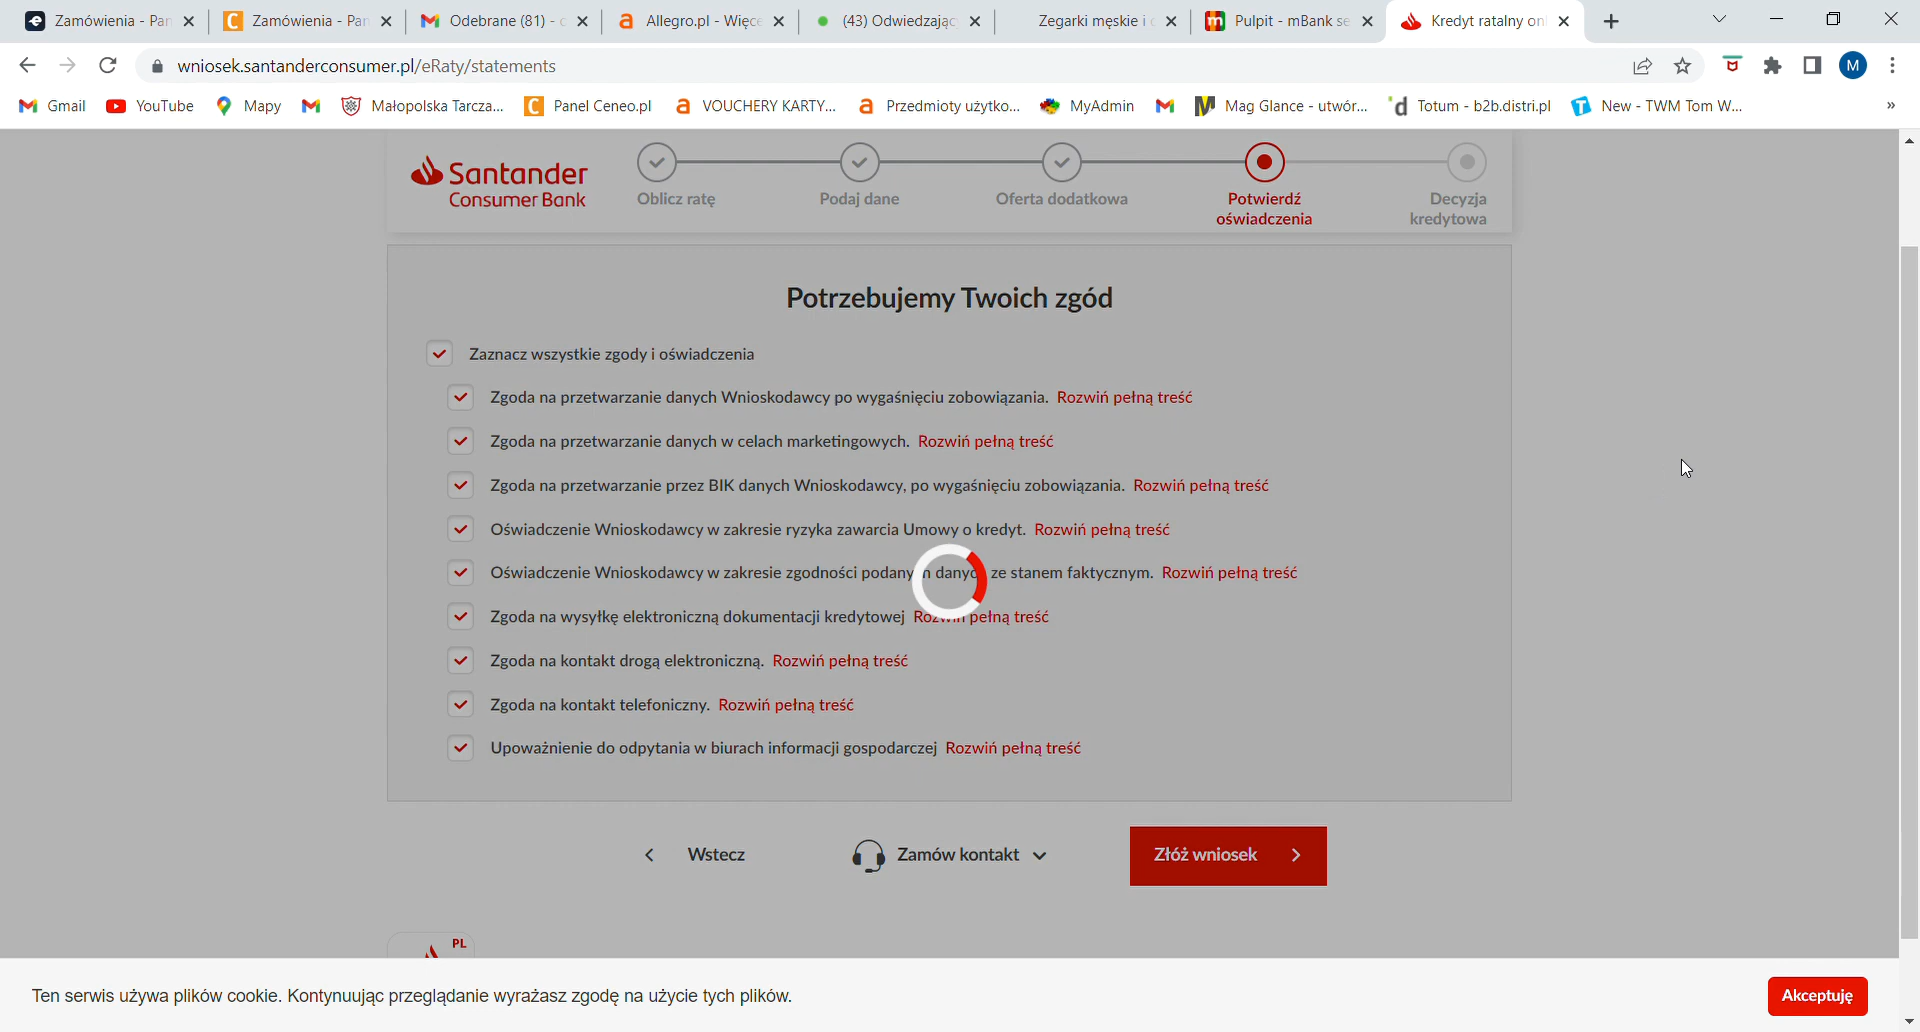 Zamówienia - Pan
Zamówienia - Pan
Odebrane (81) - 
Allegro.pl - Więce
(43) Odwiedzając
Zegarki męskie i
Pulpit - mBank se
Kredyt ratalny onl
wniosek.santanderconsumer.pl/eRaty/statements
M
Gmail
YouTube
Mapy
Małopolska Tarcza...
Panel Ceneo.pl
VOUCHERY KARTY...
Przedmioty użytko...
MyAdmin
Mag Glance - utwór...
Totum - b2b.distri.pl
New - TWM Tom W...
»
Santander
Consumer Bank
Oblicz ratę
Podaj dane
Oferta dodatkowa
Potwierdź
oświadczenia
Decyzja
kredytowa
Potrzebujemy Twoich zgód
Zaznacz wszystkie zgody i oświadczenia
Zgoda na przetwarzanie danych Wnioskodawcy po wygaśnięciu zobowiązania. Rozwiń pełną treść
Zgoda na przetwarzanie danych w celach marketingowych. Rozwiń pełną treść
Zgoda na przetwarzanie przez BIK danych Wnioskodawcy, po wygaśnięciu zobowiązania. Rozwiń pełną treść
Oświadczenie Wnioskodawcy w zakresie ryzyka zawarcia Umowy o kredyt. Rozwiń pełną treść
Oświadczenie Wnioskodawcy w zakresie zgodności podanych danych ze stanem faktycznym. Rozwiń pełną treść
Zgoda na wysyłkę elektroniczną dokumentacji kredytowej Rozwiń pełną treść
Zgoda na kontakt drogą elektroniczną. Rozwiń pełną treść
Zgoda na kontakt telefoniczny. Rozwiń pełną treść
Upoważnienie do odpytania w biurach informacji gospodarczej Rozwiń pełną treść
Wstecz
Zamów kontakt
Złóż wniosek
PL
Ten serwis używa plików cookie. Kontynuując przeglądanie wyrażasz zgodę na użycie tych plików.
Akceptuję